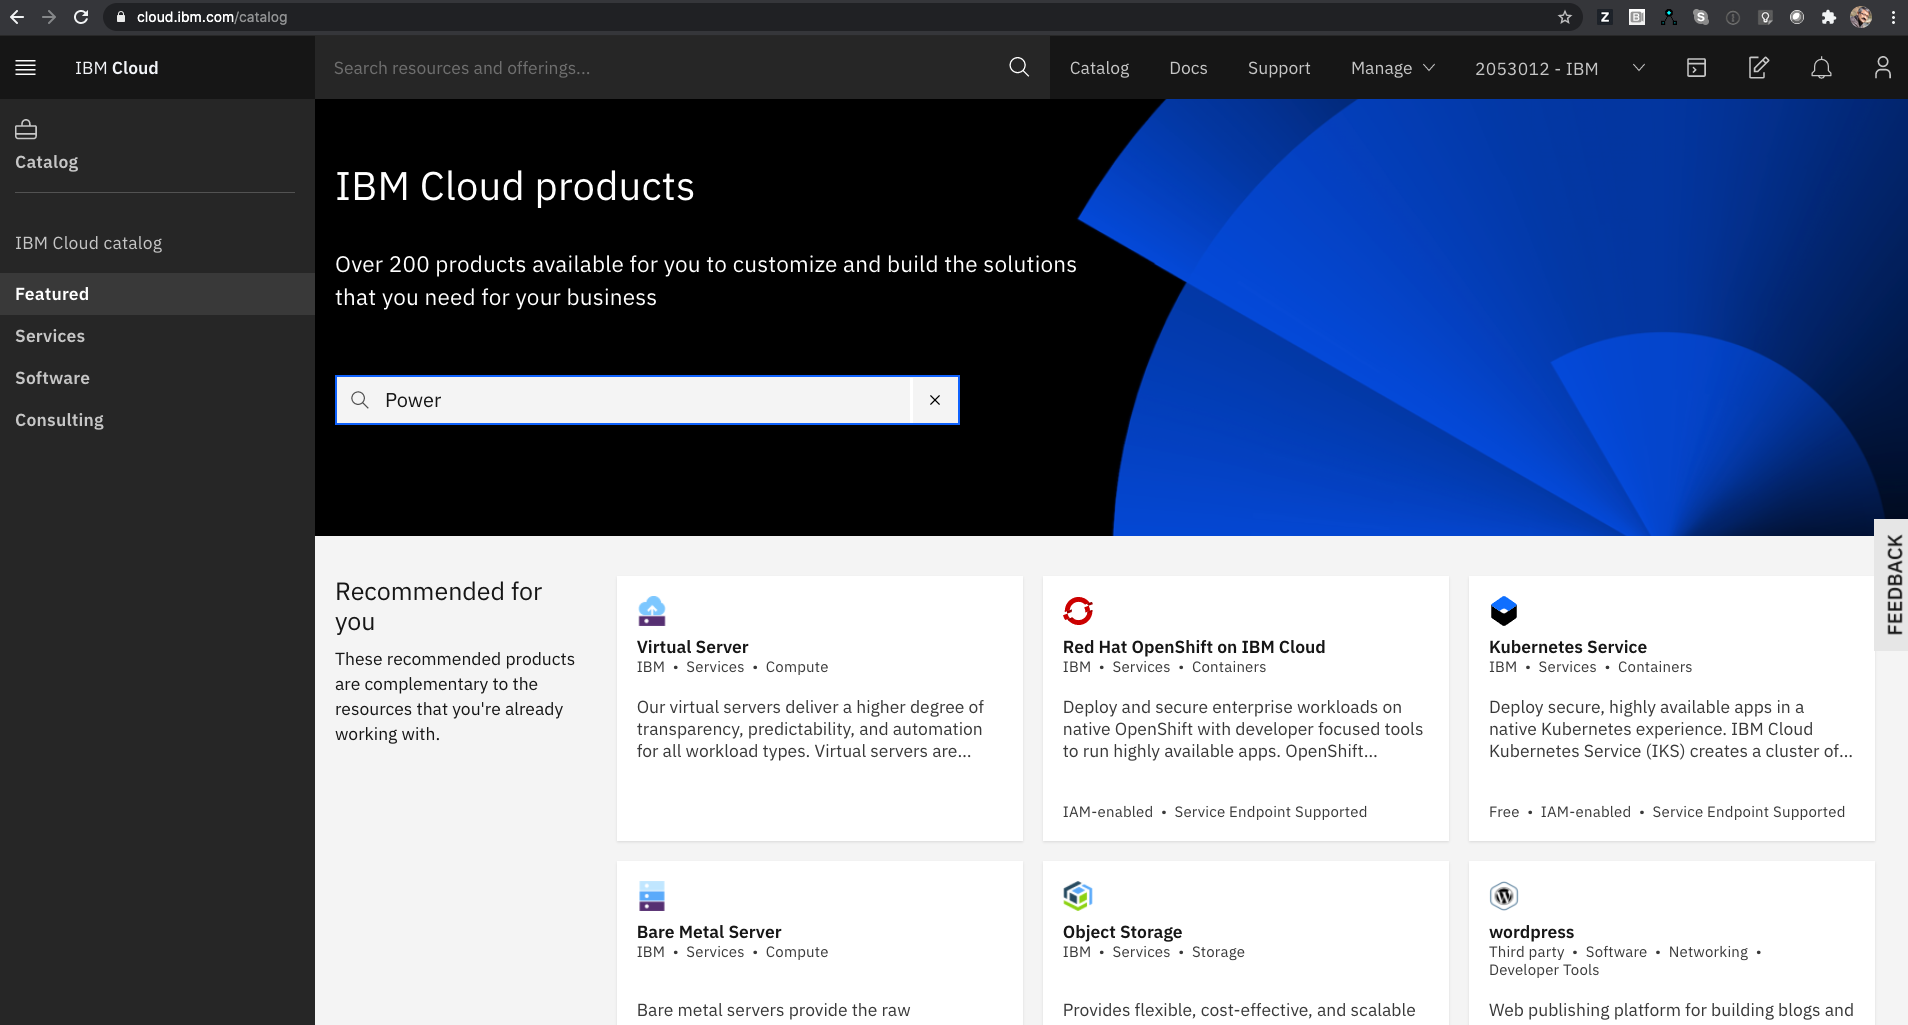 cloud.ibm.com/catalog
IBM Cloud
Search resources and offerings...
Catalog
Docs
Support
Manage
2053012 - IBM
Catalog
IBM Cloud catalog
Featured
Services
Software
Consulting
IBM Cloud products
Over 200 products available for you to customize and build the solutions
that you need for your business
Power
FEEDBACK
Recommended for
you
These recommended products
are complementary to the
resources that you're already
working with.
Virtual Server
IBM • Services • Compute
Our virtual servers deliver a higher degree of
transparency, predictability, and automation
for all workload types. Virtual servers are...
Red Hat OpenShift on IBM Cloud
IBM • Services • Containers
Deploy and secure enterprise workloads on
native OpenShift with developer focused tools
to run highly available apps. OpenShift...
IAM-enabled • Service Endpoint Supported
Kubernetes Service
IBM • Services • Containers
Deploy secure, highly available apps in a
native Kubernetes experience. IBM Cloud
Kubernetes Service (IKS) creates a cluster of...
Free • IAM-enabled • Service Endpoint Supported
Bare Metal Server
IBM • Services • Compute
Bare metal servers provide the raw
Object Storage
IBM • Services • Storage
Provides flexible, cost-effective, and scalable
wordpress
Third party • Software • Networking •
Developer Tools
Web publishing platform for building blogs and